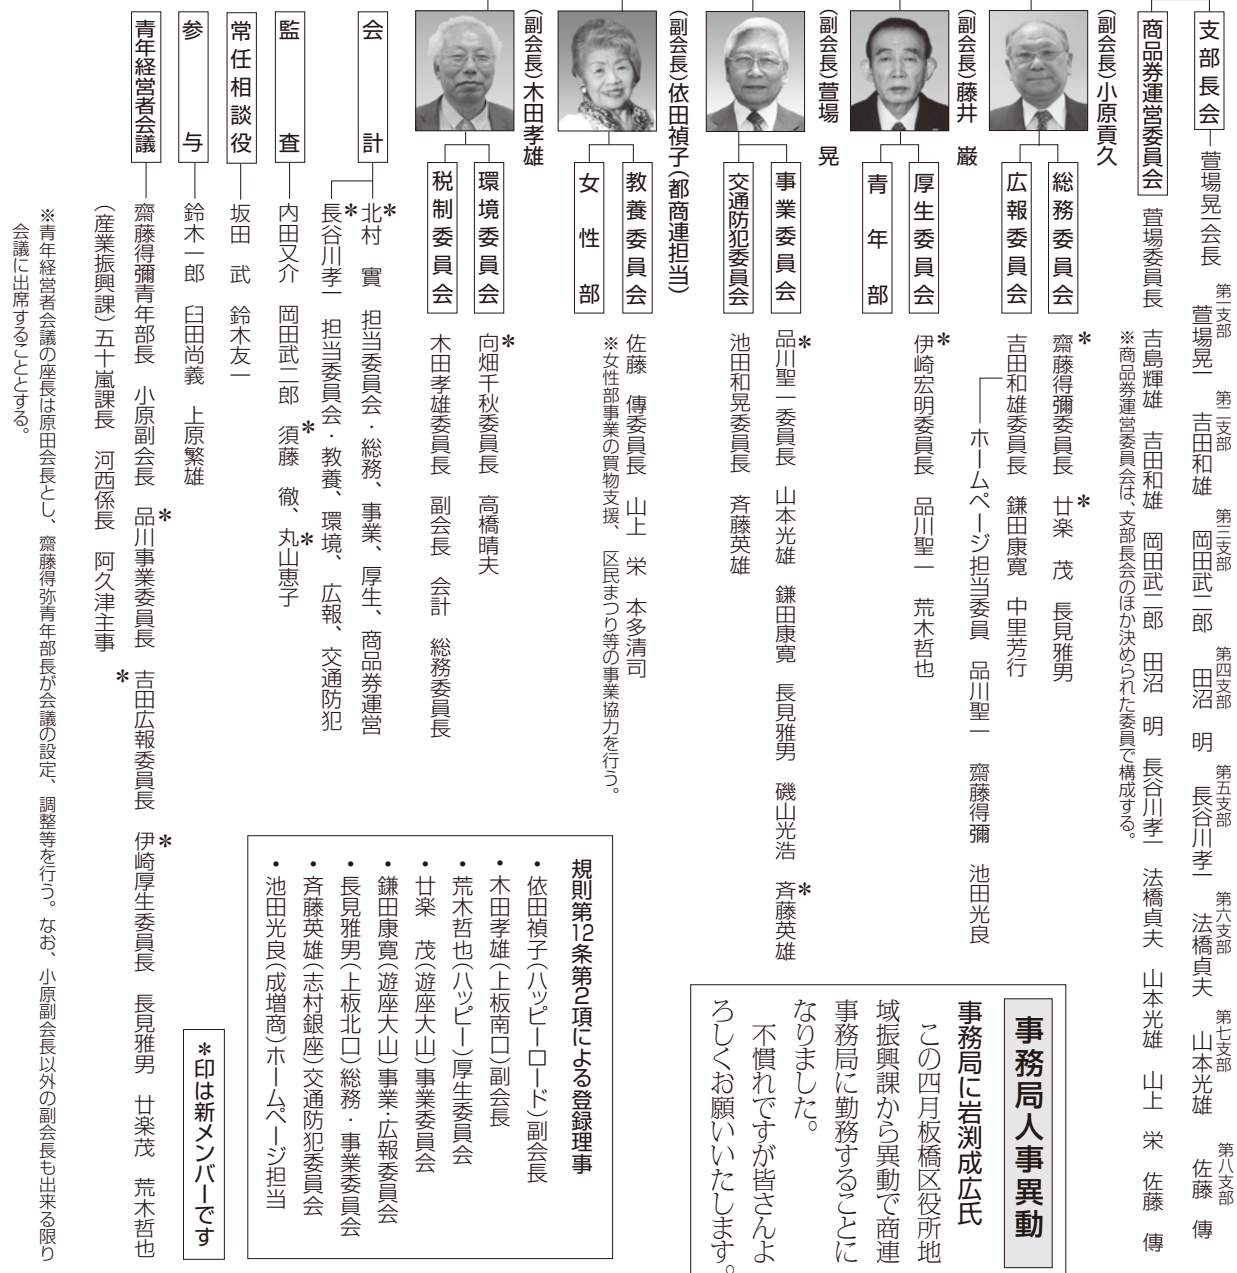 支部長会
萱場晃一会長
第一支部
萱場晃一
第二支部
吉田和雄
第三支部
岡田武二郎
第四支部
田沼 明
第五支部
長谷川孝一
第六支部
法橋貞夫
第七支部
山本光雄
第八支部
佐藤 傳
商品券運営委員会
萱場委員長 吉島輝雄 吉田和雄 岡田武二郎 田沼 明 長谷川孝一 法橋貞夫 山本光雄 山上 栄 佐藤 傳
※商品券運営委員会は、支部長会のほか決められた委員で構成する。
(副会長)小原貢久
総務委員会
*齋藤得彌委員長 *廿楽 茂 長見雅男
広報委員会
吉田和雄委員長 鎌田康寛 中里芳行
ホームページ担当委員 品川聖一 齋藤得彌 池田光良
(副会長)藤井 巌
厚生委員会
*伊崎宏明委員長 品川聖一 荒木哲也
青年部
(副会長)萱場 晃
事業委員会
*品川聖一委員長 山本光雄 鎌田康寛 長見雅男 磯山光浩 *斉藤英雄
交通防犯委員会
池田和晃委員長 斉藤英雄
(副会長)依田禎子(都商連担当)
教養委員会
佐藤 傳委員長 山上 栄 本多清司
女性部
※女性部事業の買物支援、区民まつり等の事業協力を行う。
(副会長)木田孝雄
環境委員会
*向畑千秋委員長 高橋晴夫
税制委員会
木田孝雄委員長 副会長 会計 総務委員長
会計
*北村 實 担当委員会・総務、事業、厚生、商品券運営
*長谷川孝一 担当委員会・教養、環境、広報、交通防犯
監査
内田又介 岡田武二郎 *須藤 徹、*丸山恵子
常任相談役
坂田 武 鈴木友一
参与
鈴木一郎 臼田尚義 上原繁雄
青年経営者会議
齋藤得彌青年部長 小原副会長 *品川事業委員長 *吉田広報委員長 *伊崎厚生委員長 長見雅男 廿楽茂 荒木哲也
(産業振興課)五十嵐課長 河西係長 阿久津主事
※青年経営者会議の座長は原田会長とし、齋藤得弥青年部長が会議の設定、調整等を行う。なお、小原副会長以外の副会長も出来る限り
会議に出席することとする。
事務局人事異動
事務局に岩渕成広氏
この四月板橋区役所地
域振興課から異動で商連
事務局に勤務することに
なりました。
不慣れですが皆さんよ
ろしくお願いいたします。
規則第12条第2項による登録理事
・依田禎子(ハッピーロード)副会長
・木田孝雄(上板南口)副会長
・荒木哲也(ハッピー)厚生委員会
・廿楽 茂(遊座大山)事業委員会
・鎌田康寛(遊座大山)事業・広報委員会
・長見雅男(上板北口)総務・事業委員会
・斉藤英雄(志村銀座)交通防犯委員会
・池田光良(成増商)ホームページ担当
*印は新メンバーです